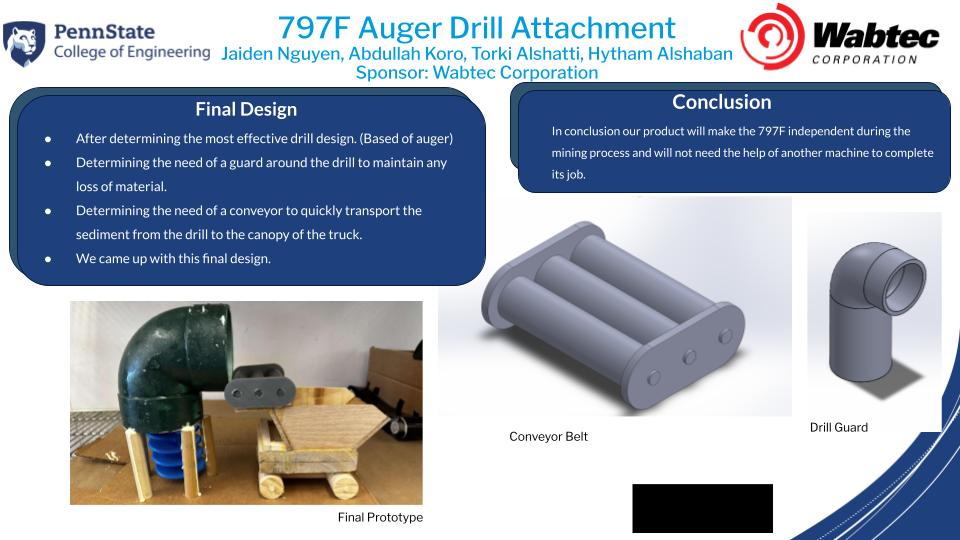 PennState
College of Engineering
797F Auger Drill Attachment
Jaiden Nguyen, Abdullah Koro, Torki Alshatti, Hytham Alshaban
Sponsor: Wabtec Corporation
Wabtec
CORPORATION
Final Design
● After determining the most effective drill design. (Based of auger)
● Determining the need of a guard around the drill to maintain any
loss of material.
● Determining the need of a conveyor to quickly transport the
sediment from the drill to the canopy of the truck.
● We came up with this final design.
Conclusion
In conclusion our product will make the 797F independent during the
mining process and will not need the help of another machine to complete
its job.
Conveyor Belt
Drill Guard
Final Prototype